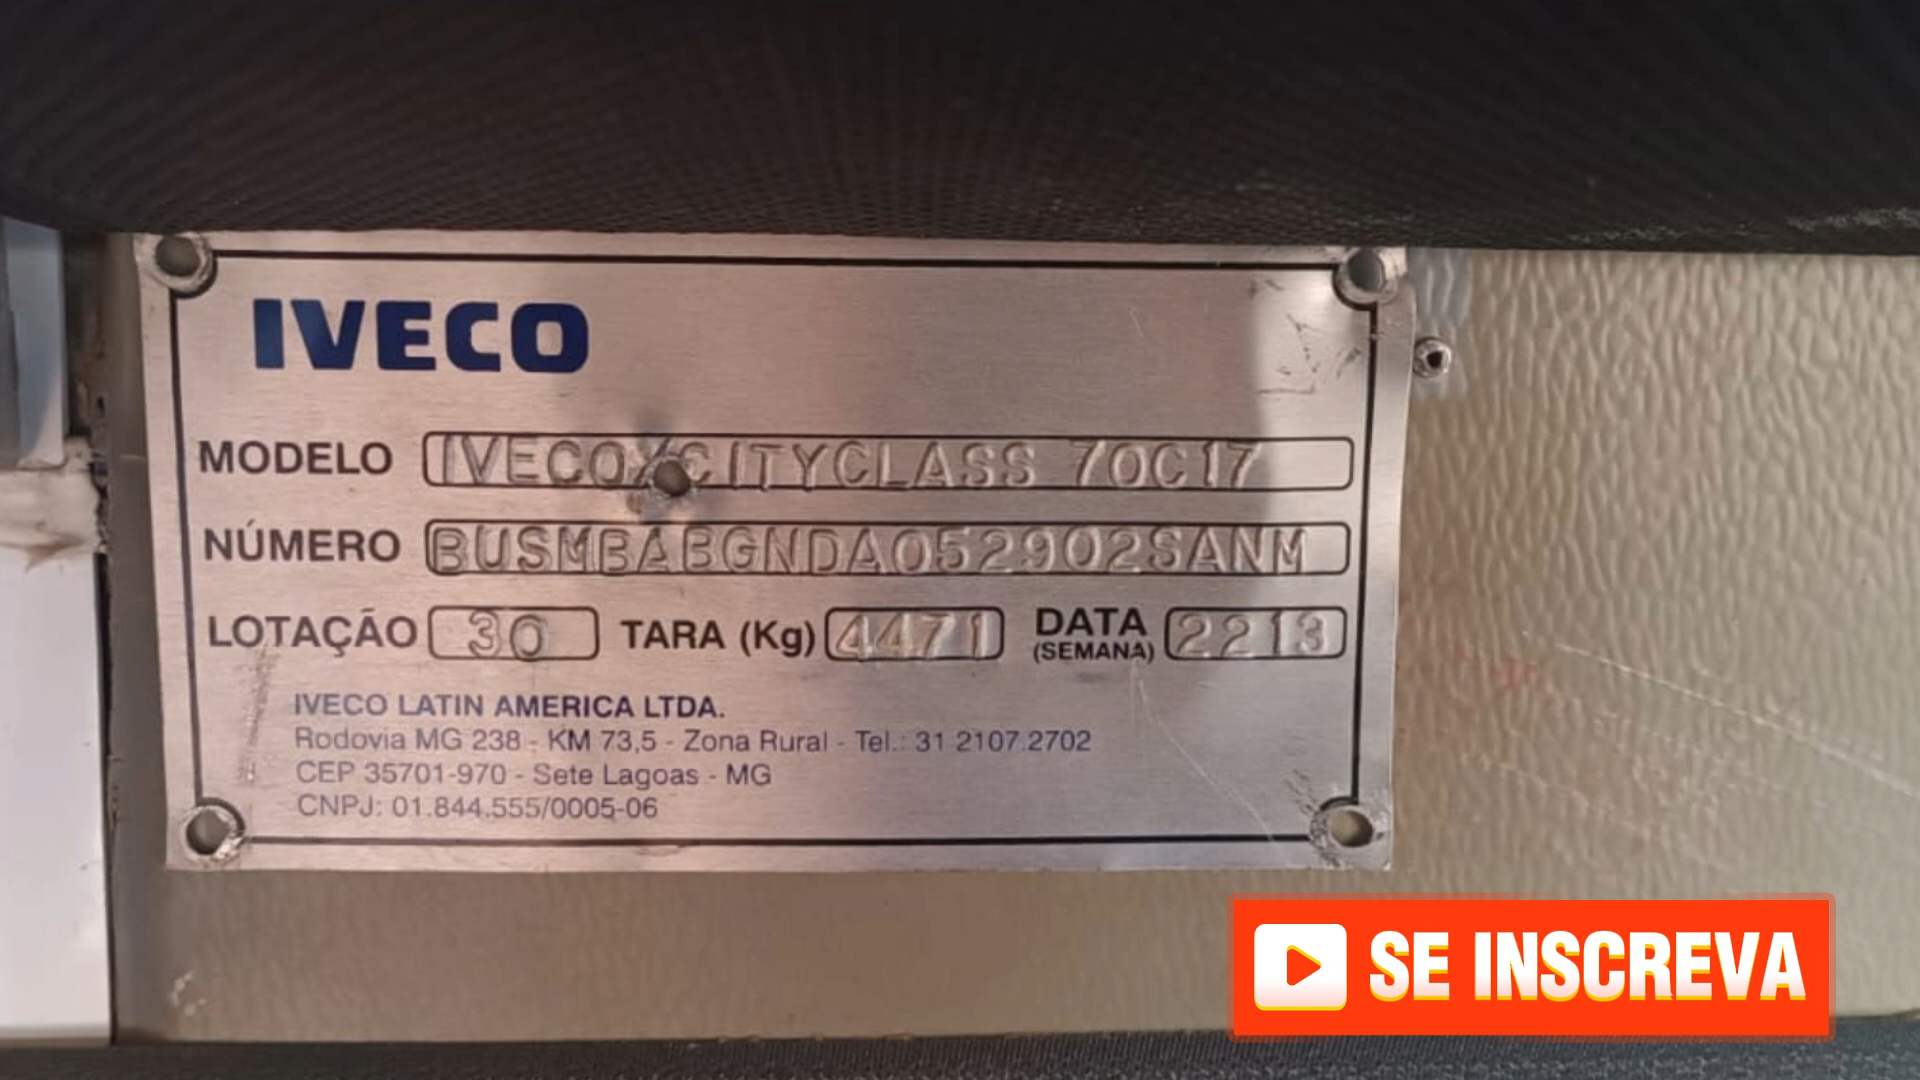 IVECO
MODELO IVECO/CITYCLASS 70C17
NÚMERO BUSMBABGNDA052902SANM
LOTAÇÃO 30 TARA (Kg) 4471 DATA (SEMANA) 2213
IVECO LATIN AMERICA LTDA.
Rodovia MG 238 - KM 73,5 - Zona Rural - Tel.: 31 2107.2702
CEP 35701-970 - Sete Lagoas - MG
CNPJ: 01.844.555/0005-06
SE INSCREVA